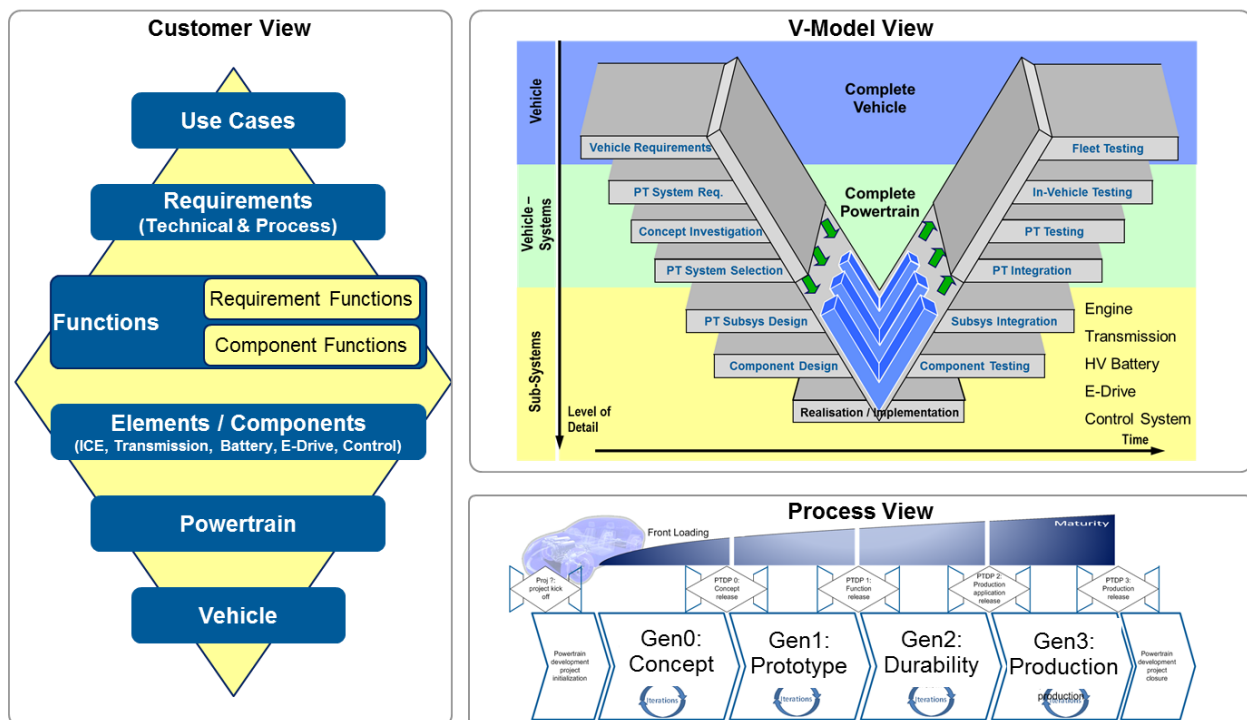 Customer View
Use Cases
Requirements
(Technical & Process)
Functions
Requirement Functions
Component Functions
Elements / Components
(ICE, Transmission, Battery, E-Drive, Control)
Powertrain
Vehicle
V-Model View
Vehicle
Vehicle –
Systems
Sub-Systems
Complete
Vehicle
Vehicle Requirements
Fleet Testing
PT System Req.
Complete
Powertrain
In-Vehicle Testing
Concept Investigation
PT Testing
PT System Selection
PT Integration
PT Subsys Design
Subsys Integration
Component Design
Component Testing
Realisation / Implementation
Engine
Transmission
HV Battery
E-Drive
Control System
Level of
Detail
Time
Process View
Front Loading
Maturity
Proj ?:
project kick
off
PTDP 0:
Concept
release
PTDP 1:
Function
release
PTDP 2:
Production
application
release
PTDP 3:
Production
release
Powertrain
development
project
initialization
Gen0:
Concept
Iterations
Gen1:
Prototype
Iterations
Gen2:
Durability
Iterations
Gen3:
Production
production
Iterations
Powertrain
development
project
closure